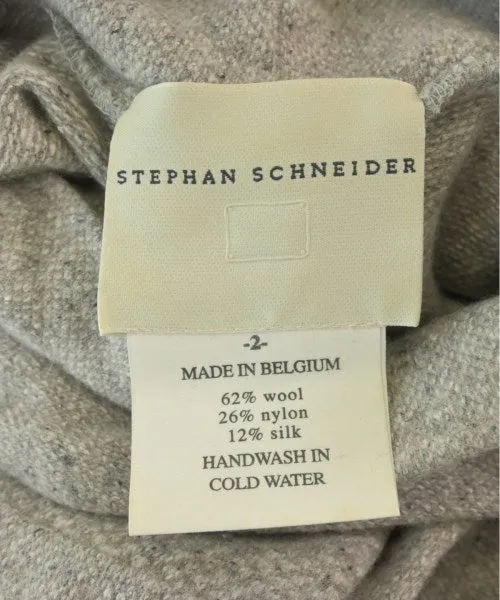 STEPHAN SCHNEIDER
-2-
MADE IN BELGIUM
62% wool
26% nylon
12% silk
HANDWASH IN
COLD WATER